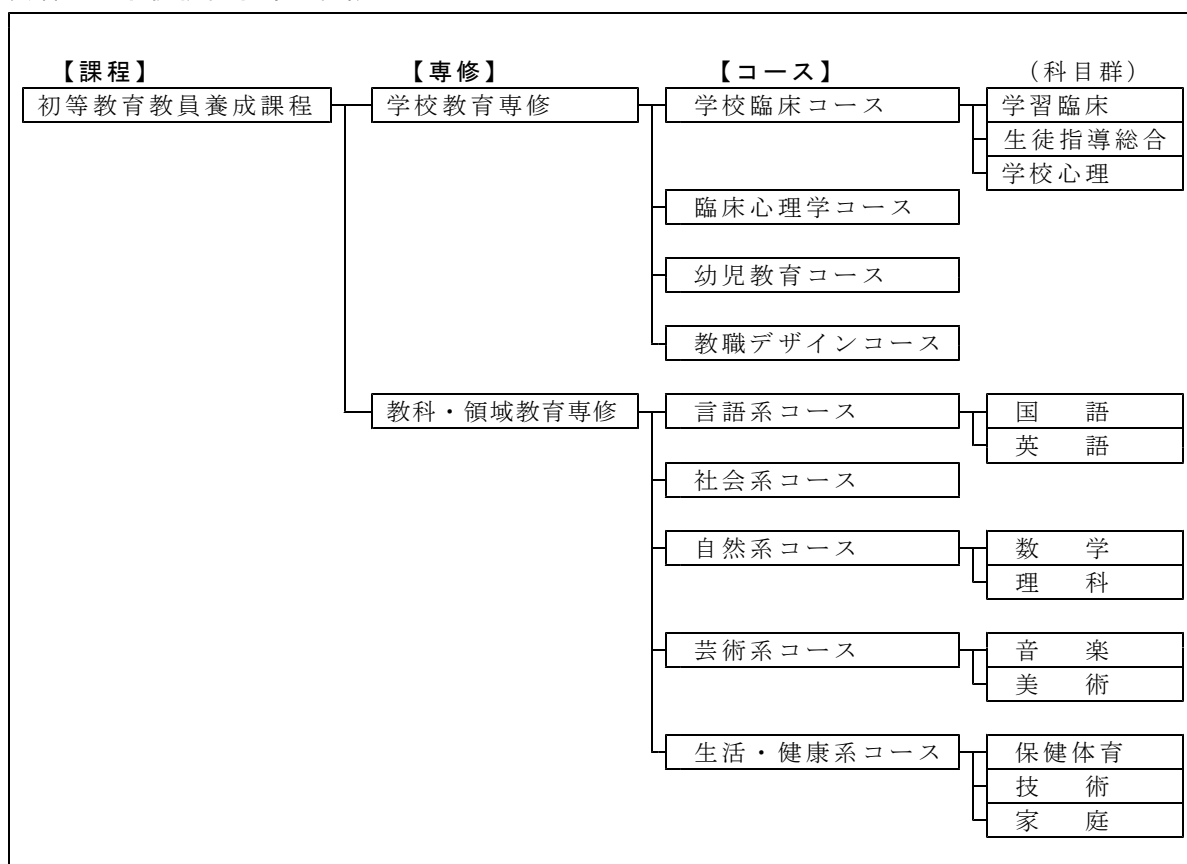 【課程】 【専修】 【コース】 （科目群）
初等教育教員養成課程 学校教育専修 学校臨床コース 学習臨床
生徒指導総合
学校心理
臨床心理学コース
幼児教育コース
教職デザインコース
教科・領域教育専修 言語系コース 国 語
英 語
社会系コース
自然系コース 数 学
理 科
芸術系コース 音 楽
美 術
生活・健康系コース 保健体育
技 術
家 庭